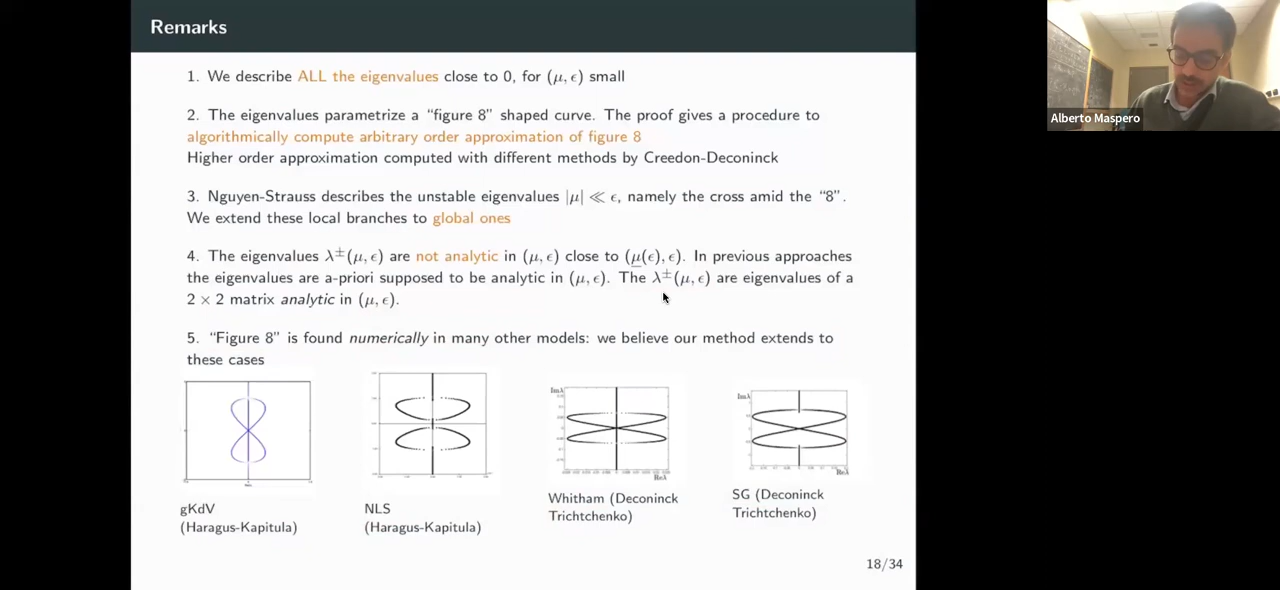 Remarks
1. We describe ALL the eigenvalues close to 0, for (μ, ϵ) small
2. The eigenvalues parametrize a “figure 8” shaped curve. The proof gives a procedure to
algorithmically compute arbitrary order approximation of figure 8
Higher order approximation computed with different methods by Creedon-Deconinck
3. Nguyen-Strauss describes the unstable eigenvalues |μ| ≪ ϵ, namely the cross amid the “8”.
We extend these local branches to global ones
4. The eigenvalues λ±(μ, ϵ) are not analytic in (μ, ϵ) close to (μ(ϵ), ϵ). In previous approaches
the eigenvalues are a-priori supposed to be analytic in (μ, ϵ). The λ±(μ, ϵ) are eigenvalues of a
2 × 2 matrix analytic in (μ, ϵ).
5. “Figure 8” is found numerically in many other models: we believe our method extends to
these cases
Imλ
Reλ
Imλ
Reλ
gKdV
(Haragus-Kapitula)
NLS
(Haragus-Kapitula)
Whitham (Deconinck
Trichtchenko)
SG (Deconinck
Trichtchenko)
18/34
Alberto Maspero